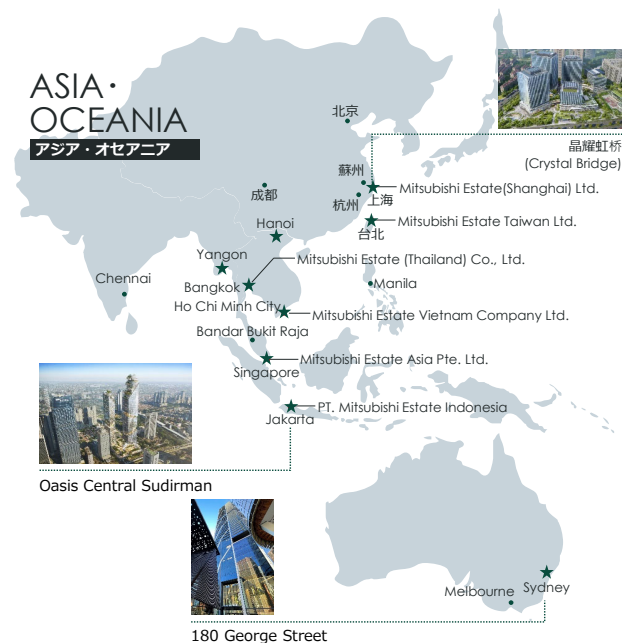 ASIA・
OCEANIA
アジア・オセアニア
北京
晶耀虹桥
(Crystal Bridge)
蘇州
Mitsubishi Estate(Shanghai) Ltd.
成都
杭州
上海
Mitsubishi Estate Taiwan Ltd.
台北
Hanoi
Yangon
Mitsubishi Estate (Thailand) Co., Ltd.
Chennai
Bangkok
Manila
Ho Chi Minh City
Mitsubishi Estate Vietnam Company Ltd.
Bandar Bukit Raja
Mitsubishi Estate Asia Pte. Ltd.
Singapore
PT. Mitsubishi Estate Indonesia
Jakarta
Oasis Central Sudirman
Melbourne
Sydney
180 George Street